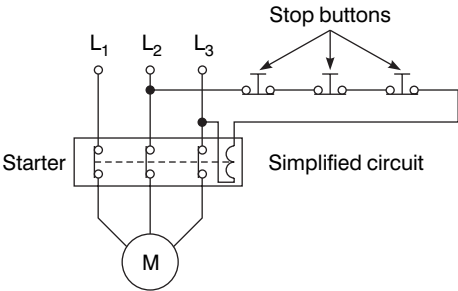 Stop buttons
L1 L2 L3
Starter
Simplified circuit
M